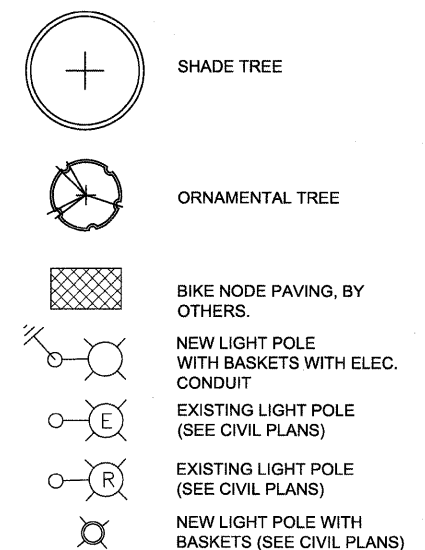 SHADE TREE
ORNAMENTAL TREE
BIKE NODE PAVING, BY
OTHERS.
NEW LIGHT POLE
WITH BASKETS WITH ELEC.
CONDUIT
E
EXISTING LIGHT POLE
(SEE CIVIL PLANS)
R
EXISTING LIGHT POLE
(SEE CIVIL PLANS)
NEW LIGHT POLE WITH
BASKETS (SEE CIVIL PLANS)